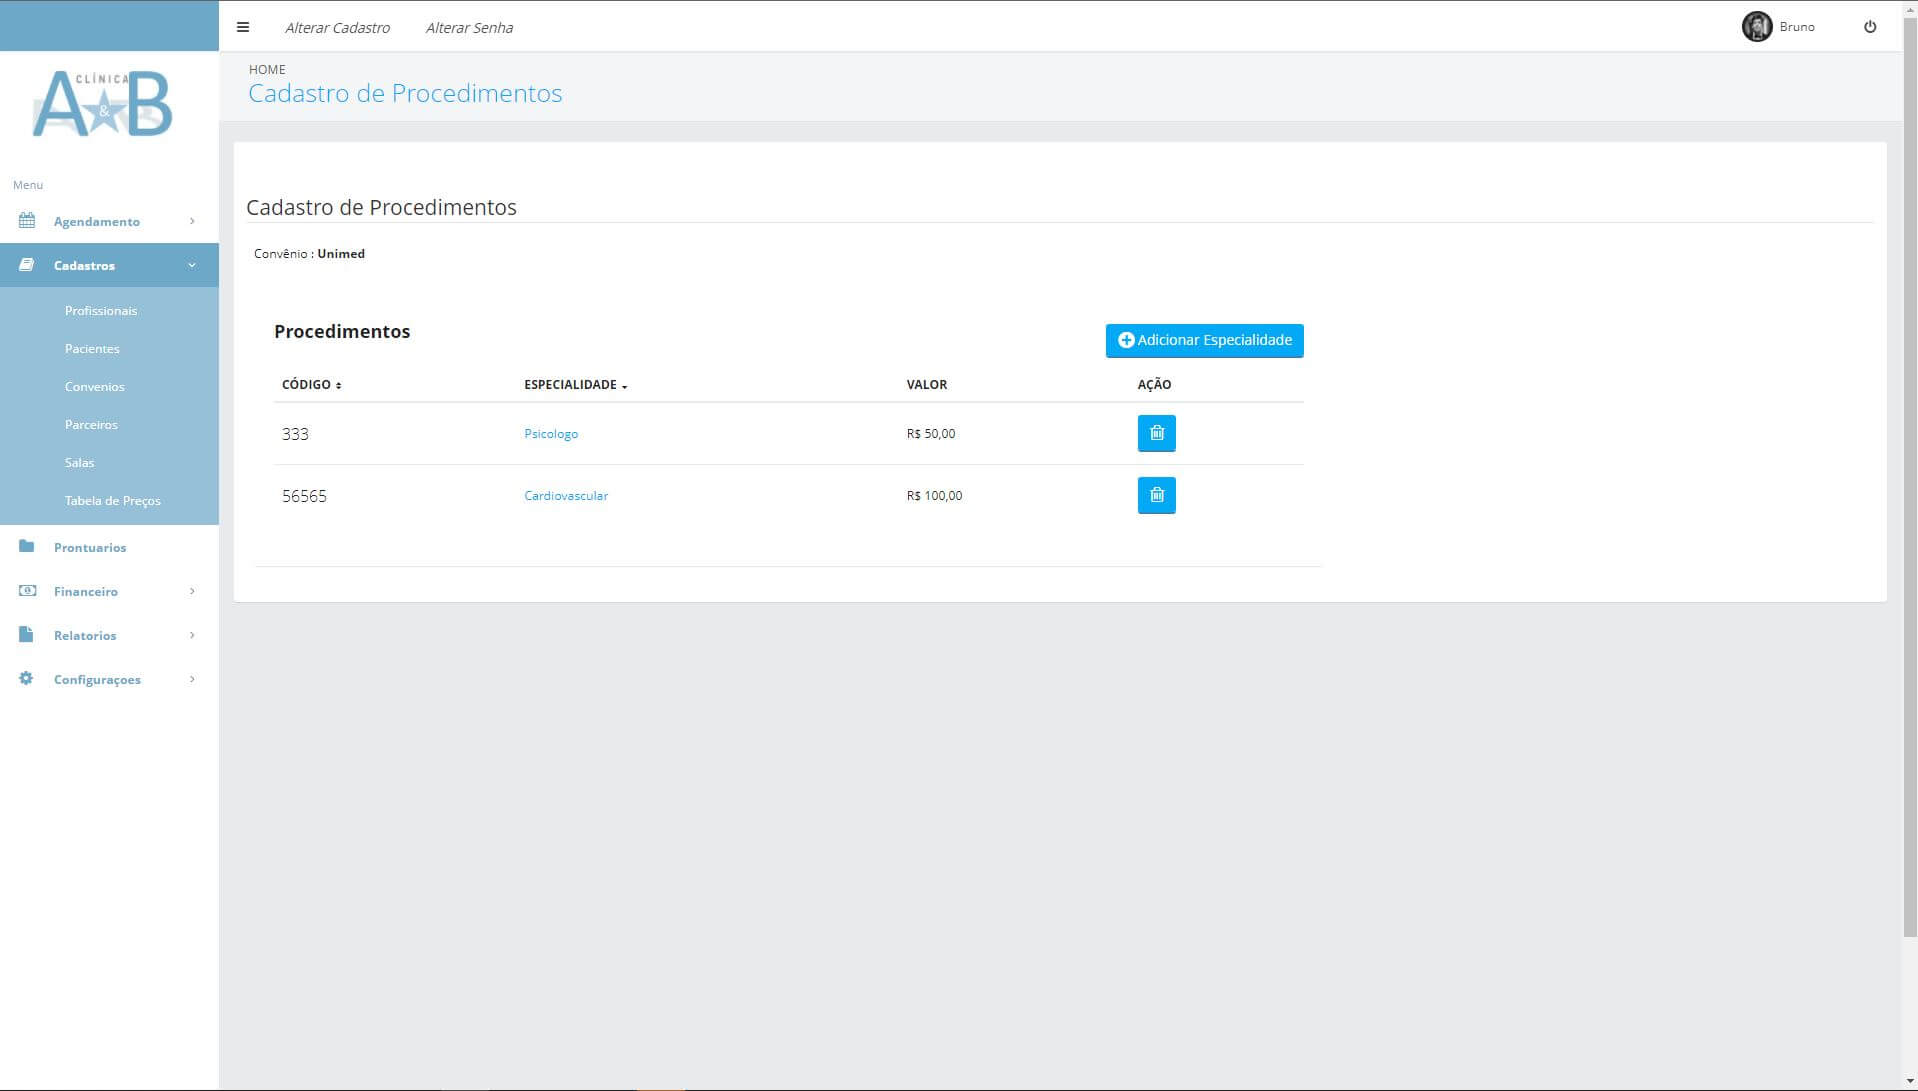 Alterar Cadastro Alterar Senha Bruno
HOME
Cadastro de Procedimentos
CLÍNICA
A&B
Menu
Agendamento
Cadastros
Profissionais
Pacientes
Convenios
Parceiros
Salas
Tabela de Preços
Prontuarios
Financeiro
Relatorios
Configuraçoes
Cadastro de Procedimentos
Convênio : Unimed
Procedimentos
Adicionar Especialidade
CÓDIGO ESPECIALIDADE VALOR AÇÃO
333 Psicologo R$ 50,00
56565 Cardiovascular R$ 100,00